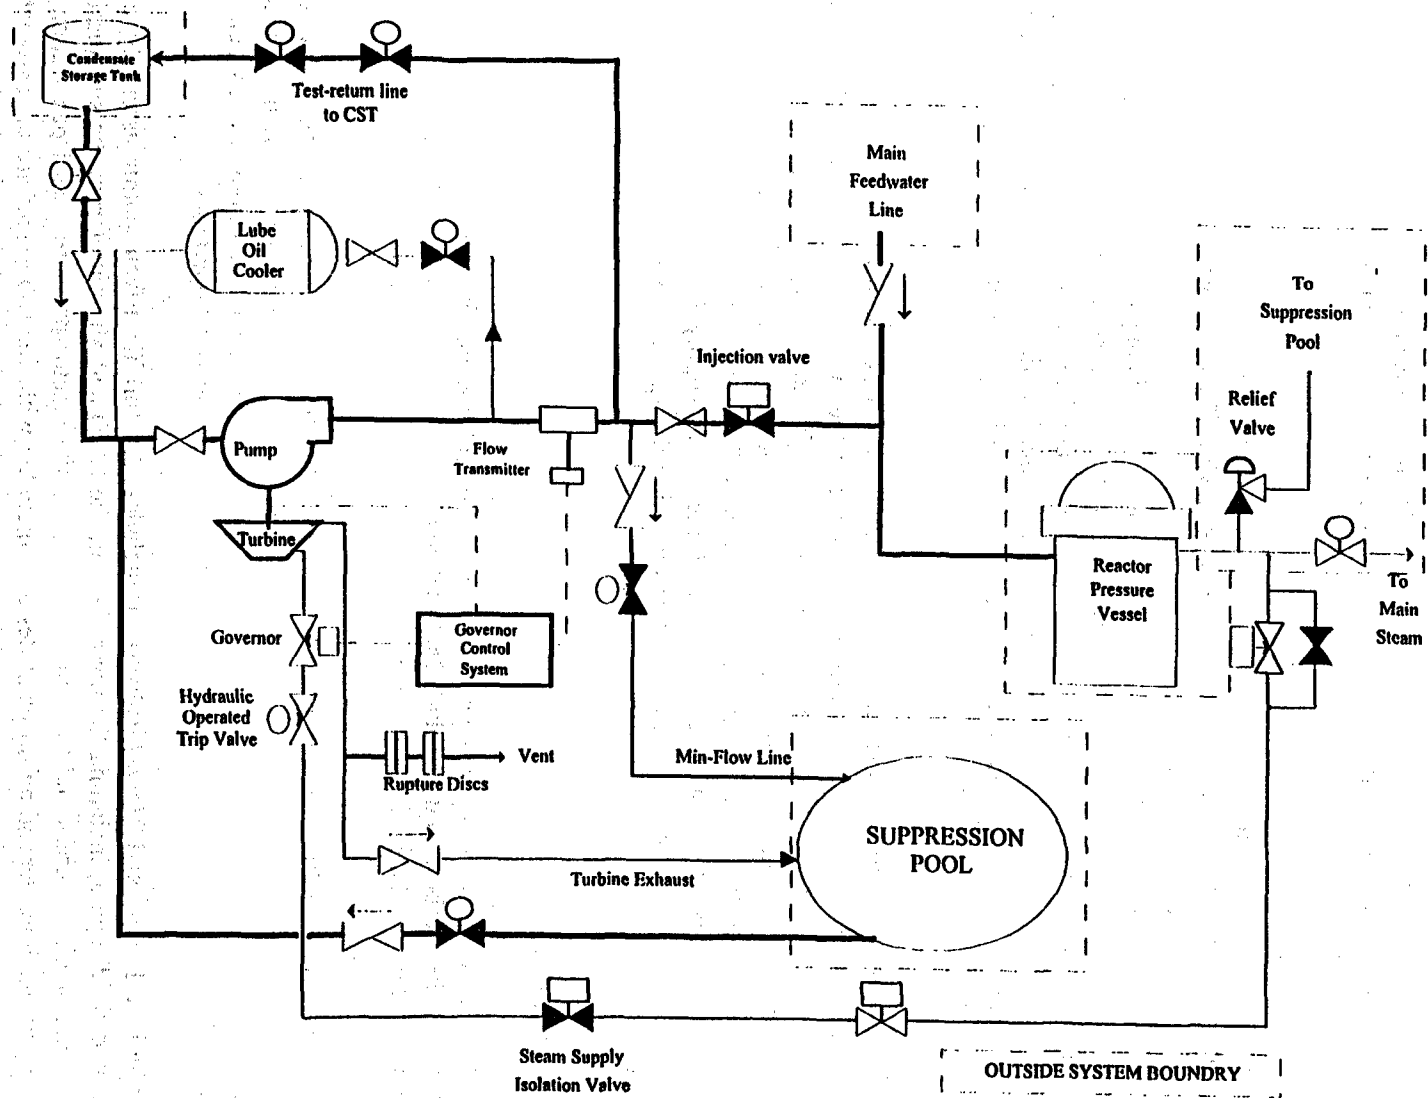 Condensate
Storage Tank
Test-return line
to CST
Main
Feedwater
Line
Lube
Oil
Cooler
To
Suppression
Pool
Injection valve
Relief
Valve
Pump
Flow
Transmitter
Turbine
Reactor
Pressure
Vessel
To
Main
Steam
Governor
Governor
Control
System
Hydraulic
Operated
Trip Valve
Vent
Rupture Discs
Min-Flow Line
SUPPRESSION
POOL
Turbine Exhaust
Steam Supply
Isolation Valve
OUTSIDE SYSTEM BOUNDRY